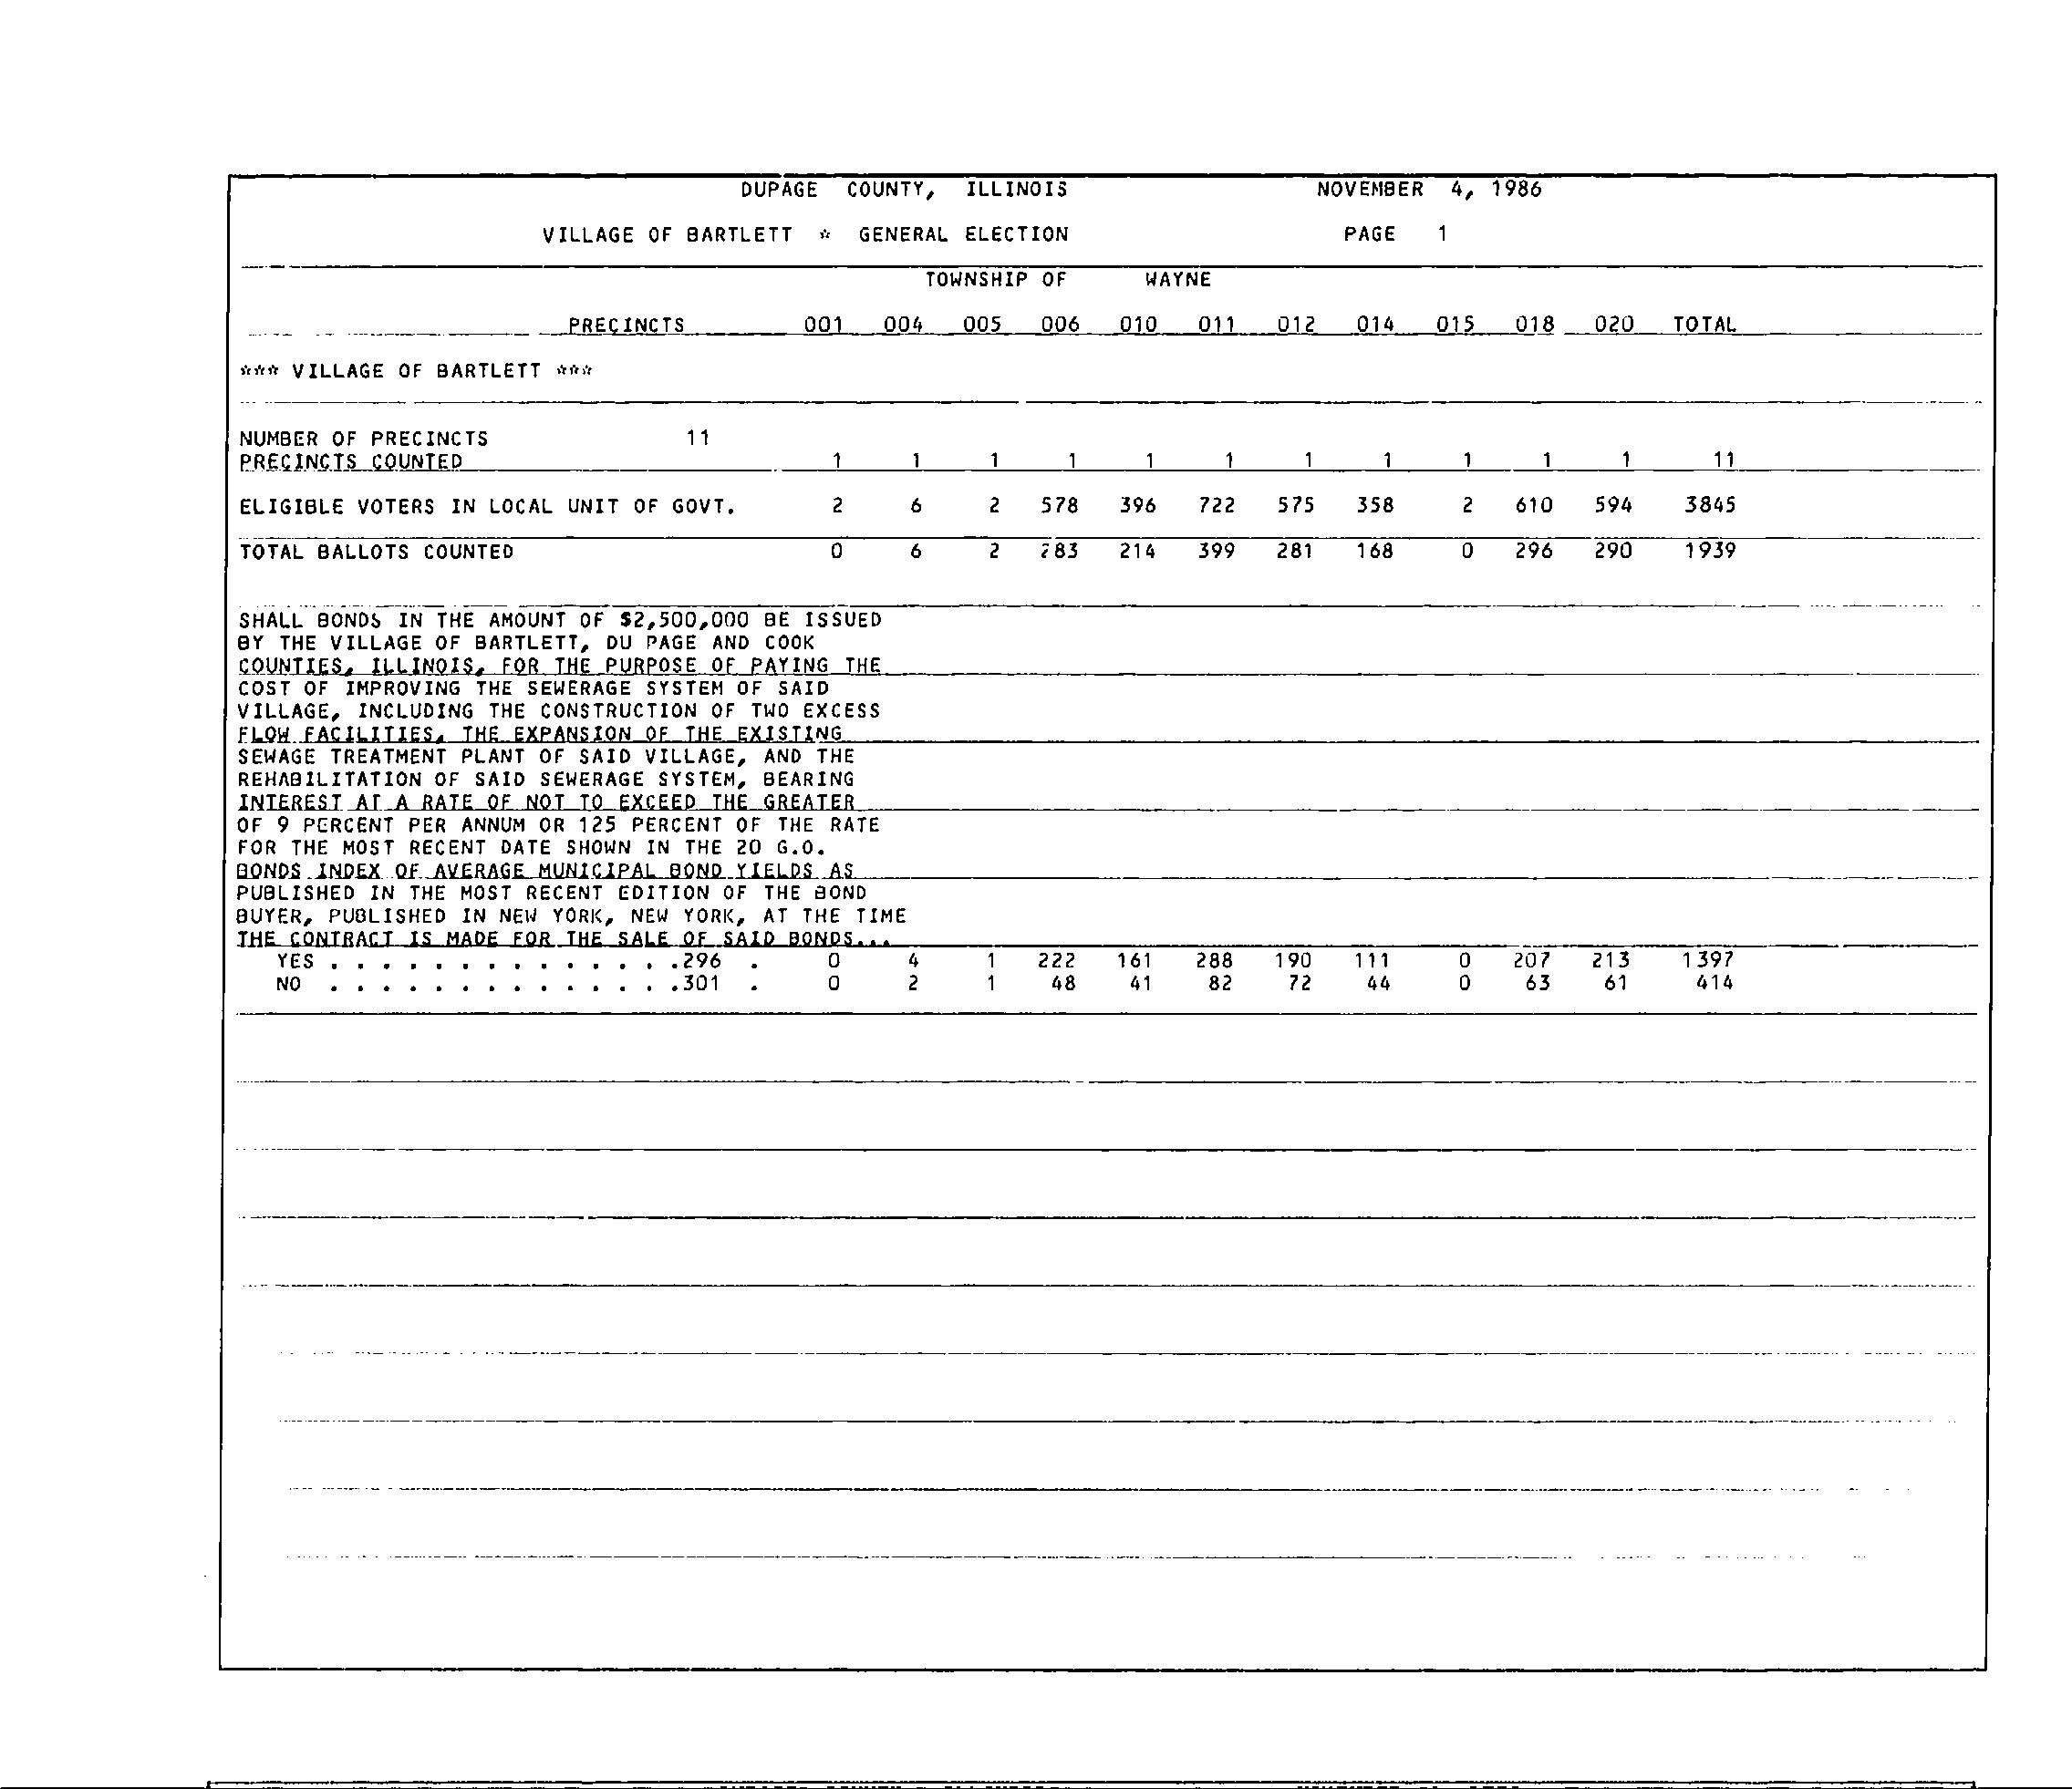 DUPAGE COUNTY, ILLINOIS NOVEMBER 4, 1986
VILLAGE OF BARTLETT * GENERAL ELECTION PAGE 1
TOWNSHIP OF WAYNE
PRECINCTS 001 004 005 006 010 011 012 014 015 018 020 TOTAL
*** VILLAGE OF BARTLETT ***
NUMBER OF PRECINCTS 11
PRECINCTS COUNTED 1 1 1 1 1 1 1 1 1 1 1 11
ELIGIBLE VOTERS IN LOCAL UNIT OF GOVT. 2 6 2 578 396 722 575 358 2 610 594 3845
TOTAL BALLOTS COUNTED 0 6 2 283 214 399 281 168 0 296 290 1939
SHALL BONDS IN THE AMOUNT OF $2,500,000 BE ISSUED
BY THE VILLAGE OF BARTLETT, DU PAGE AND COOK
COUNTIES, ILLINOIS, FOR THE PURPOSE OF PAYING THE
COST OF IMPROVING THE SEWERAGE SYSTEM OF SAID
VILLAGE, INCLUDING THE CONSTRUCTION OF TWO EXCESS
FLOW FACILITIES, THE EXPANSION OF THE EXISTING
SEWAGE TREATMENT PLANT OF SAID VILLAGE, AND THE
REHABILITATION OF SAID SEWERAGE SYSTEM, BEARING
INTEREST AT A RATE OF NOT TO EXCEED THE GREATER
OF 9 PERCENT PER ANNUM OR 125 PERCENT OF THE RATE
FOR THE MOST RECENT DATE SHOWN IN THE 20 G.O.
BONDS INDEX OF AVERAGE MUNICIPAL BOND YIELDS AS
PUBLISHED IN THE MOST RECENT EDITION OF THE BOND
BUYER, PUBLISHED IN NEW YORK, NEW YORK, AT THE TIME
THE CONTRACT IS MADE FOR THE SALE OF SAID BONDS...
YES . . . . . . . . . . . . . .296 . 0 4 1 222 161 288 190 111 0 207 213 1397
NO . . . . . . . . . . . . . .301 . 0 2 1 48 41 82 72 44 0 63 61 414